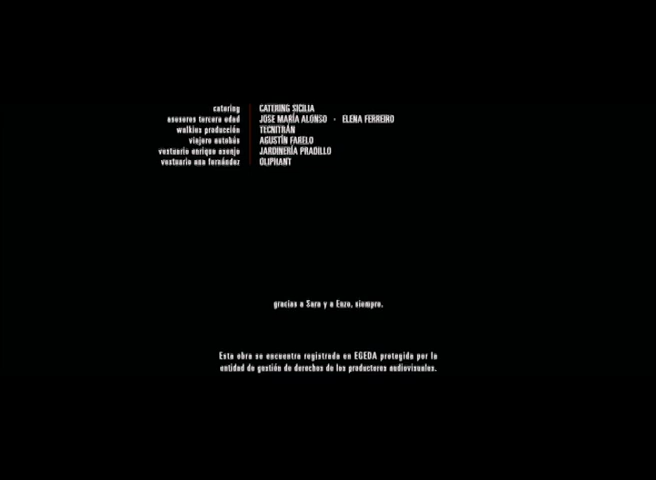 catering CATERING SICILIA
asesores tercera edad JOSE MARÍA ALONSO - ELENA FERREIRO
walkies producción TECNITRÁN
viajero autobús AGUSTÍN FARELO
vestuario enrique asenjo JARDINERÍA PRADILLO
vestuario ana fernández OLIPHANT
gracias a Sara y a Enzo, siempre.
Esta obra se encuentra registrada en EGEDA protegida por la
entidad de gestión de derechos de los productores audiovisuales.